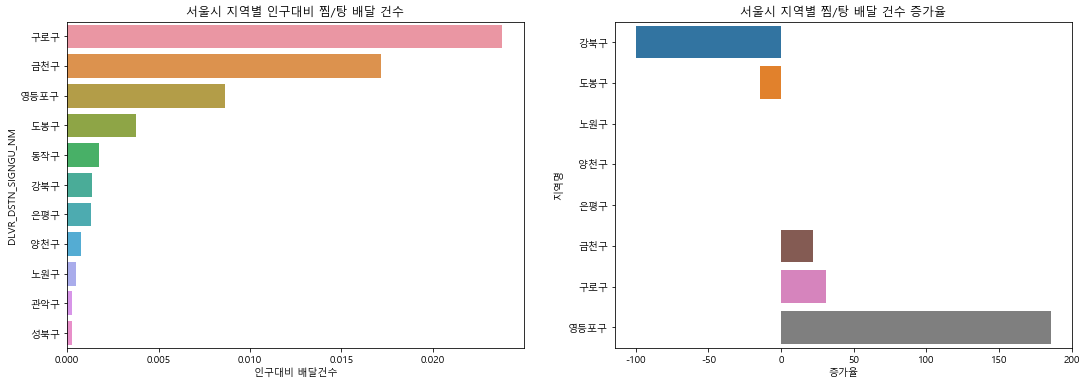 서울시 지역별 인구대비 찜/탕 배달 건수
DLVR_DSTN_SIGNGU_NM
구로구
금천구
영등포구
도봉구
동작구
강북구
은평구
양천구
노원구
관악구
성북구
0.000
0.005
0.010
0.015
0.020
인구대비 배달건수
서울시 지역별 찜/탕 배달 건수 증가율
지역명
강북구
도봉구
노원구
양천구
은평구
금천구
구로구
영등포구
-100
-50
0
50
100
150
200
증가율